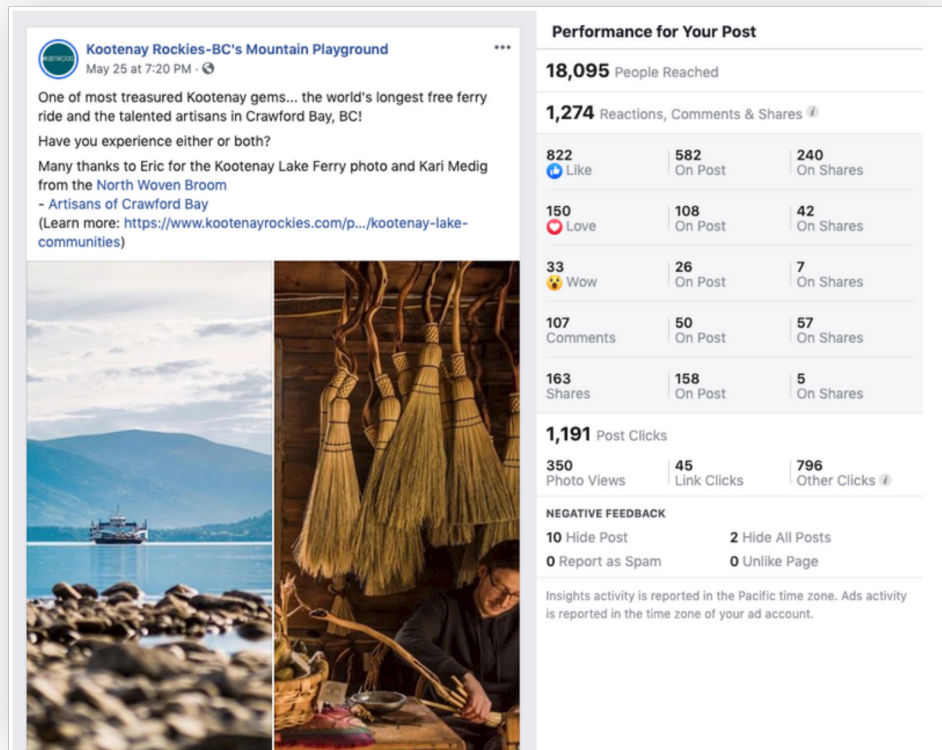 Kootenay Rockies-BC's Mountain Playground
May 25 at 7:20 PM ·
One of most treasured Kootenay gems... the world's longest free ferry
ride and the talented artisans in Crawford Bay, BC!
Have you experience either or both?
Many thanks to Eric for the Kootenay Lake Ferry photo and Kari Medig
from the North Woven Broom
- Artisans of Crawford Bay
(Learn more: https://www.kootenayrockies.com/p.../kootenay-lake-
communities)
Performance for Your Post
18,095 People Reached
1,274 Reactions, Comments & Shares
822 582 240
Like On Post On Shares
150 108 42
Love On Post On Shares
33 26 7
Wow On Post On Shares
107 50 57
Comments On Post On Shares
163 158 5
Shares On Post On Shares
1,191 Post Clicks
350 45 796
Photo Views Link Clicks Other Clicks
NEGATIVE FEEDBACK
10 Hide Post 2 Hide All Posts
0 Report as Spam 0 Unlike Page
Insights activity is reported in the Pacific time zone. Ads activity
is reported in the time zone of your ad account.